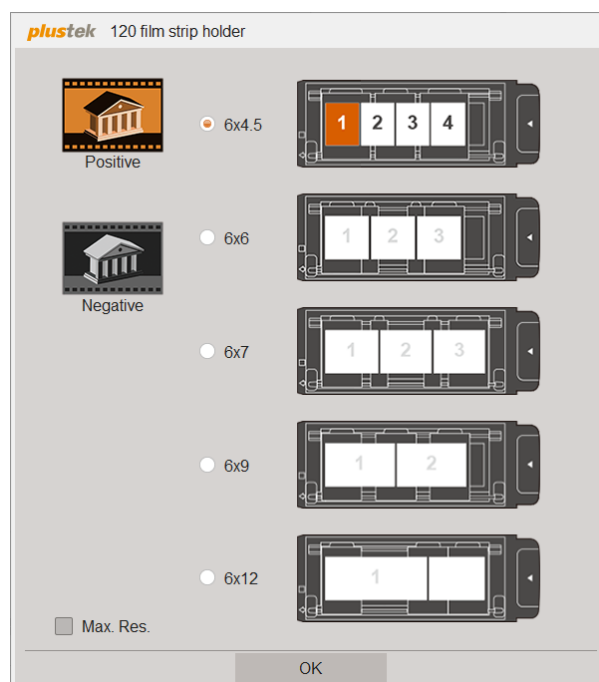 plustek 120 film strip holder
Positive
6x4.5
1 2 3 4
Negative
6x6
1 2 3
6x7
1 2 3
6x9
1 2
6x12
1
Max. Res.
OK